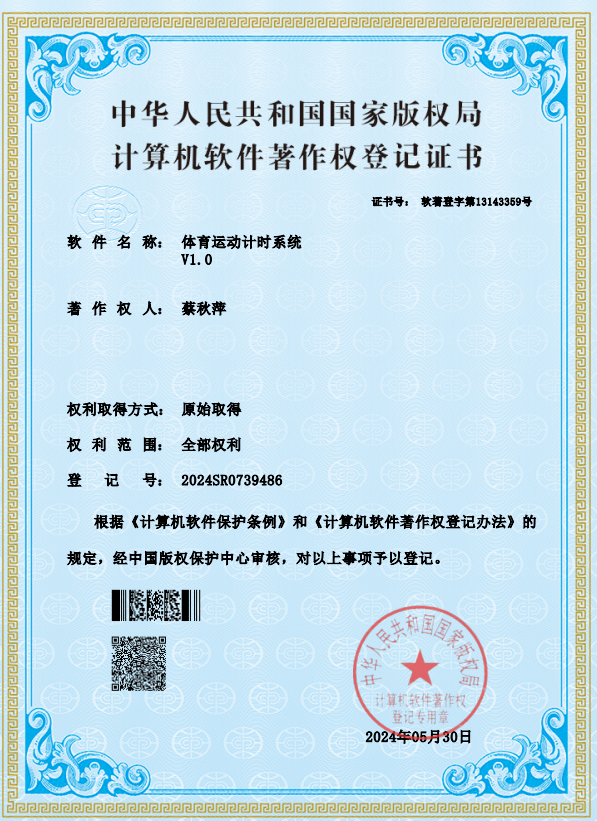 中华人民共和国国家版权局
计算机软件著作权登记证书
证书号： 软著登字第13143359号
软件名称： 体育运动计时系统
V1.0
著作权人： 蔡秋萍
权利取得方式： 原始取得
权利范围： 全部权利
登记号： 2024SR0739486
根据《计算机软件保护条例》和《计算机软件著作权登记办法》的
规定，经中国版权保护中心审核，对以上事项予以登记。
中华人民共和国国家版权局
计算机软件著作权
登记专用章
2024年05月30日